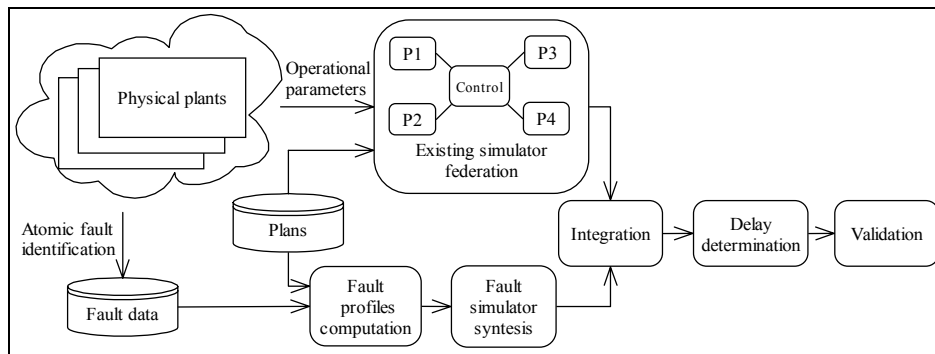 Physical plants
Operational
parameters
P1
P3
Control
P2
P4
Existing simulator
federation
Atomic fault
identification
Plans
Fault data
Fault
profiles
computation
Fault
simulator
syntesis
Integration
Delay
determination
Validation